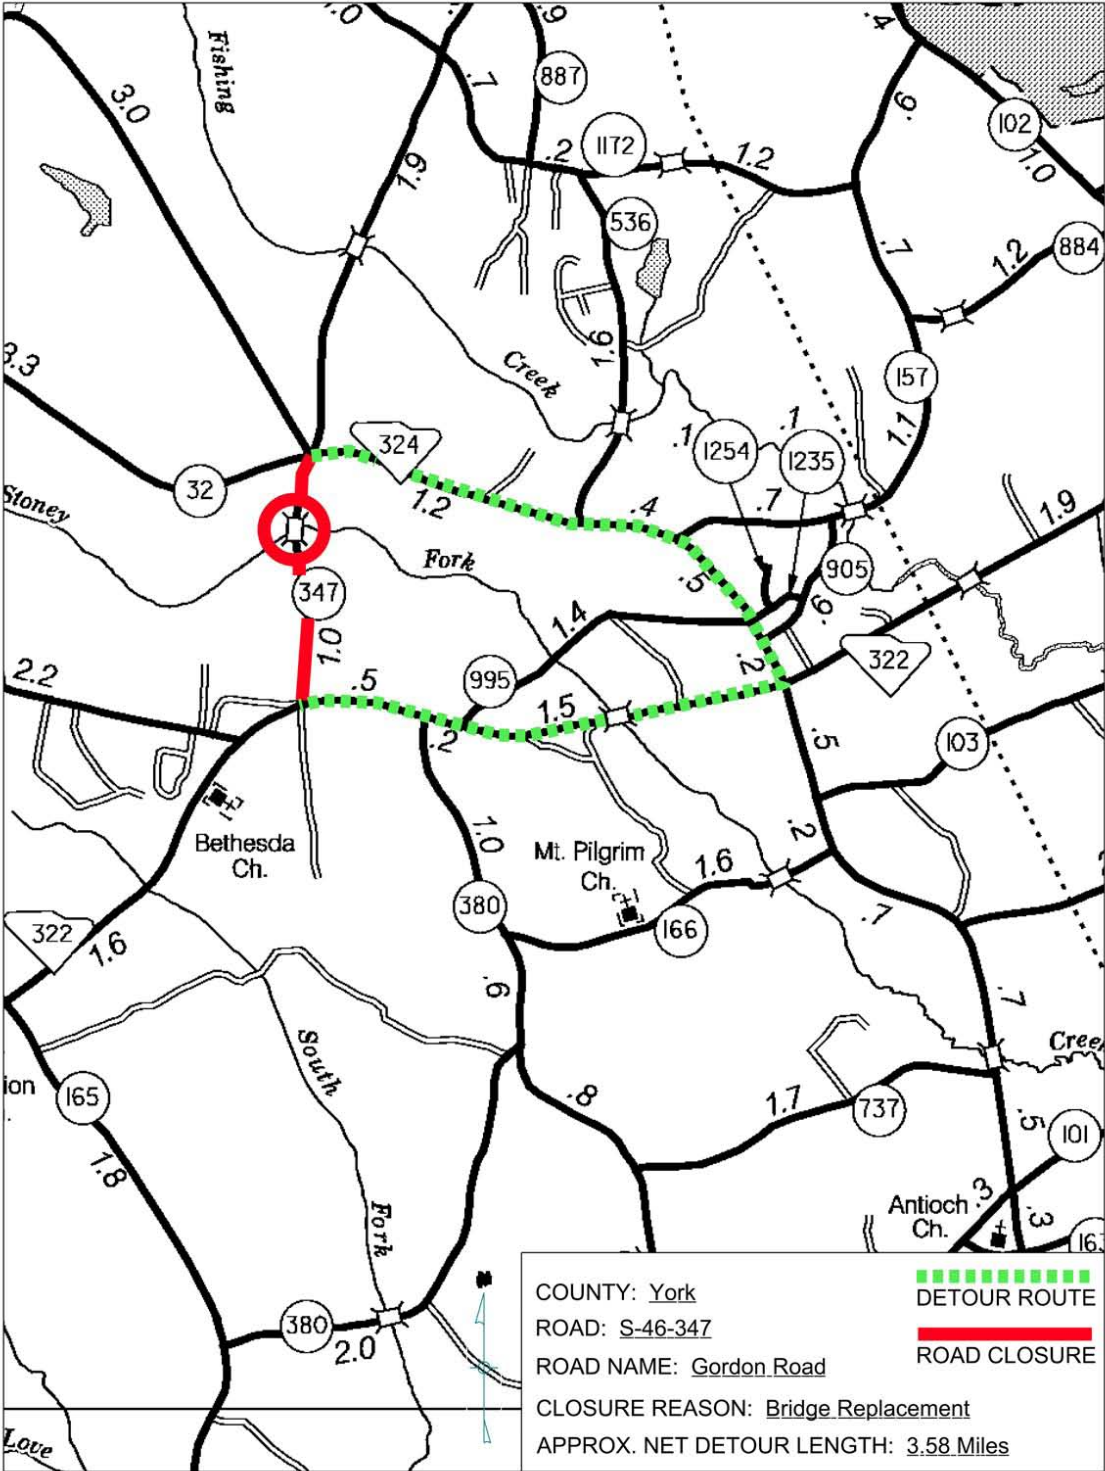 1.0
.9
.4
Fishing
.7
887
3.0
102
1.0
1172
.2
1.2
.9
1.9
536
.7
884
1.2
1.6
3.3
Creek
157
1.1
324
.1
.1
1254
1235
32
1.2
.4
.7
1.9
Stoney
Fork
.5
905
347
1.4
.9
1.0
.2
322
2.2
.5
995
1.5
.2
.5
103
1.0
.2
Bethesda
Ch.
Mt. Pilgrim
Ch.
1.6
380
166
.7
322
1.6
.6
.7
South
Creek
ion
165
.8
1.7
737
.5
101
1.8
.3
Antioch
Ch.
.3
163
Fork
N
380
2.0
Love
COUNTY: York
ROAD: S-46-347
ROAD NAME: Gordon Road
CLOSURE REASON: Bridge Replacement
APPROX. NET DETOUR LENGTH: 3.58 Miles
DETOUR ROUTE
ROAD CLOSURE